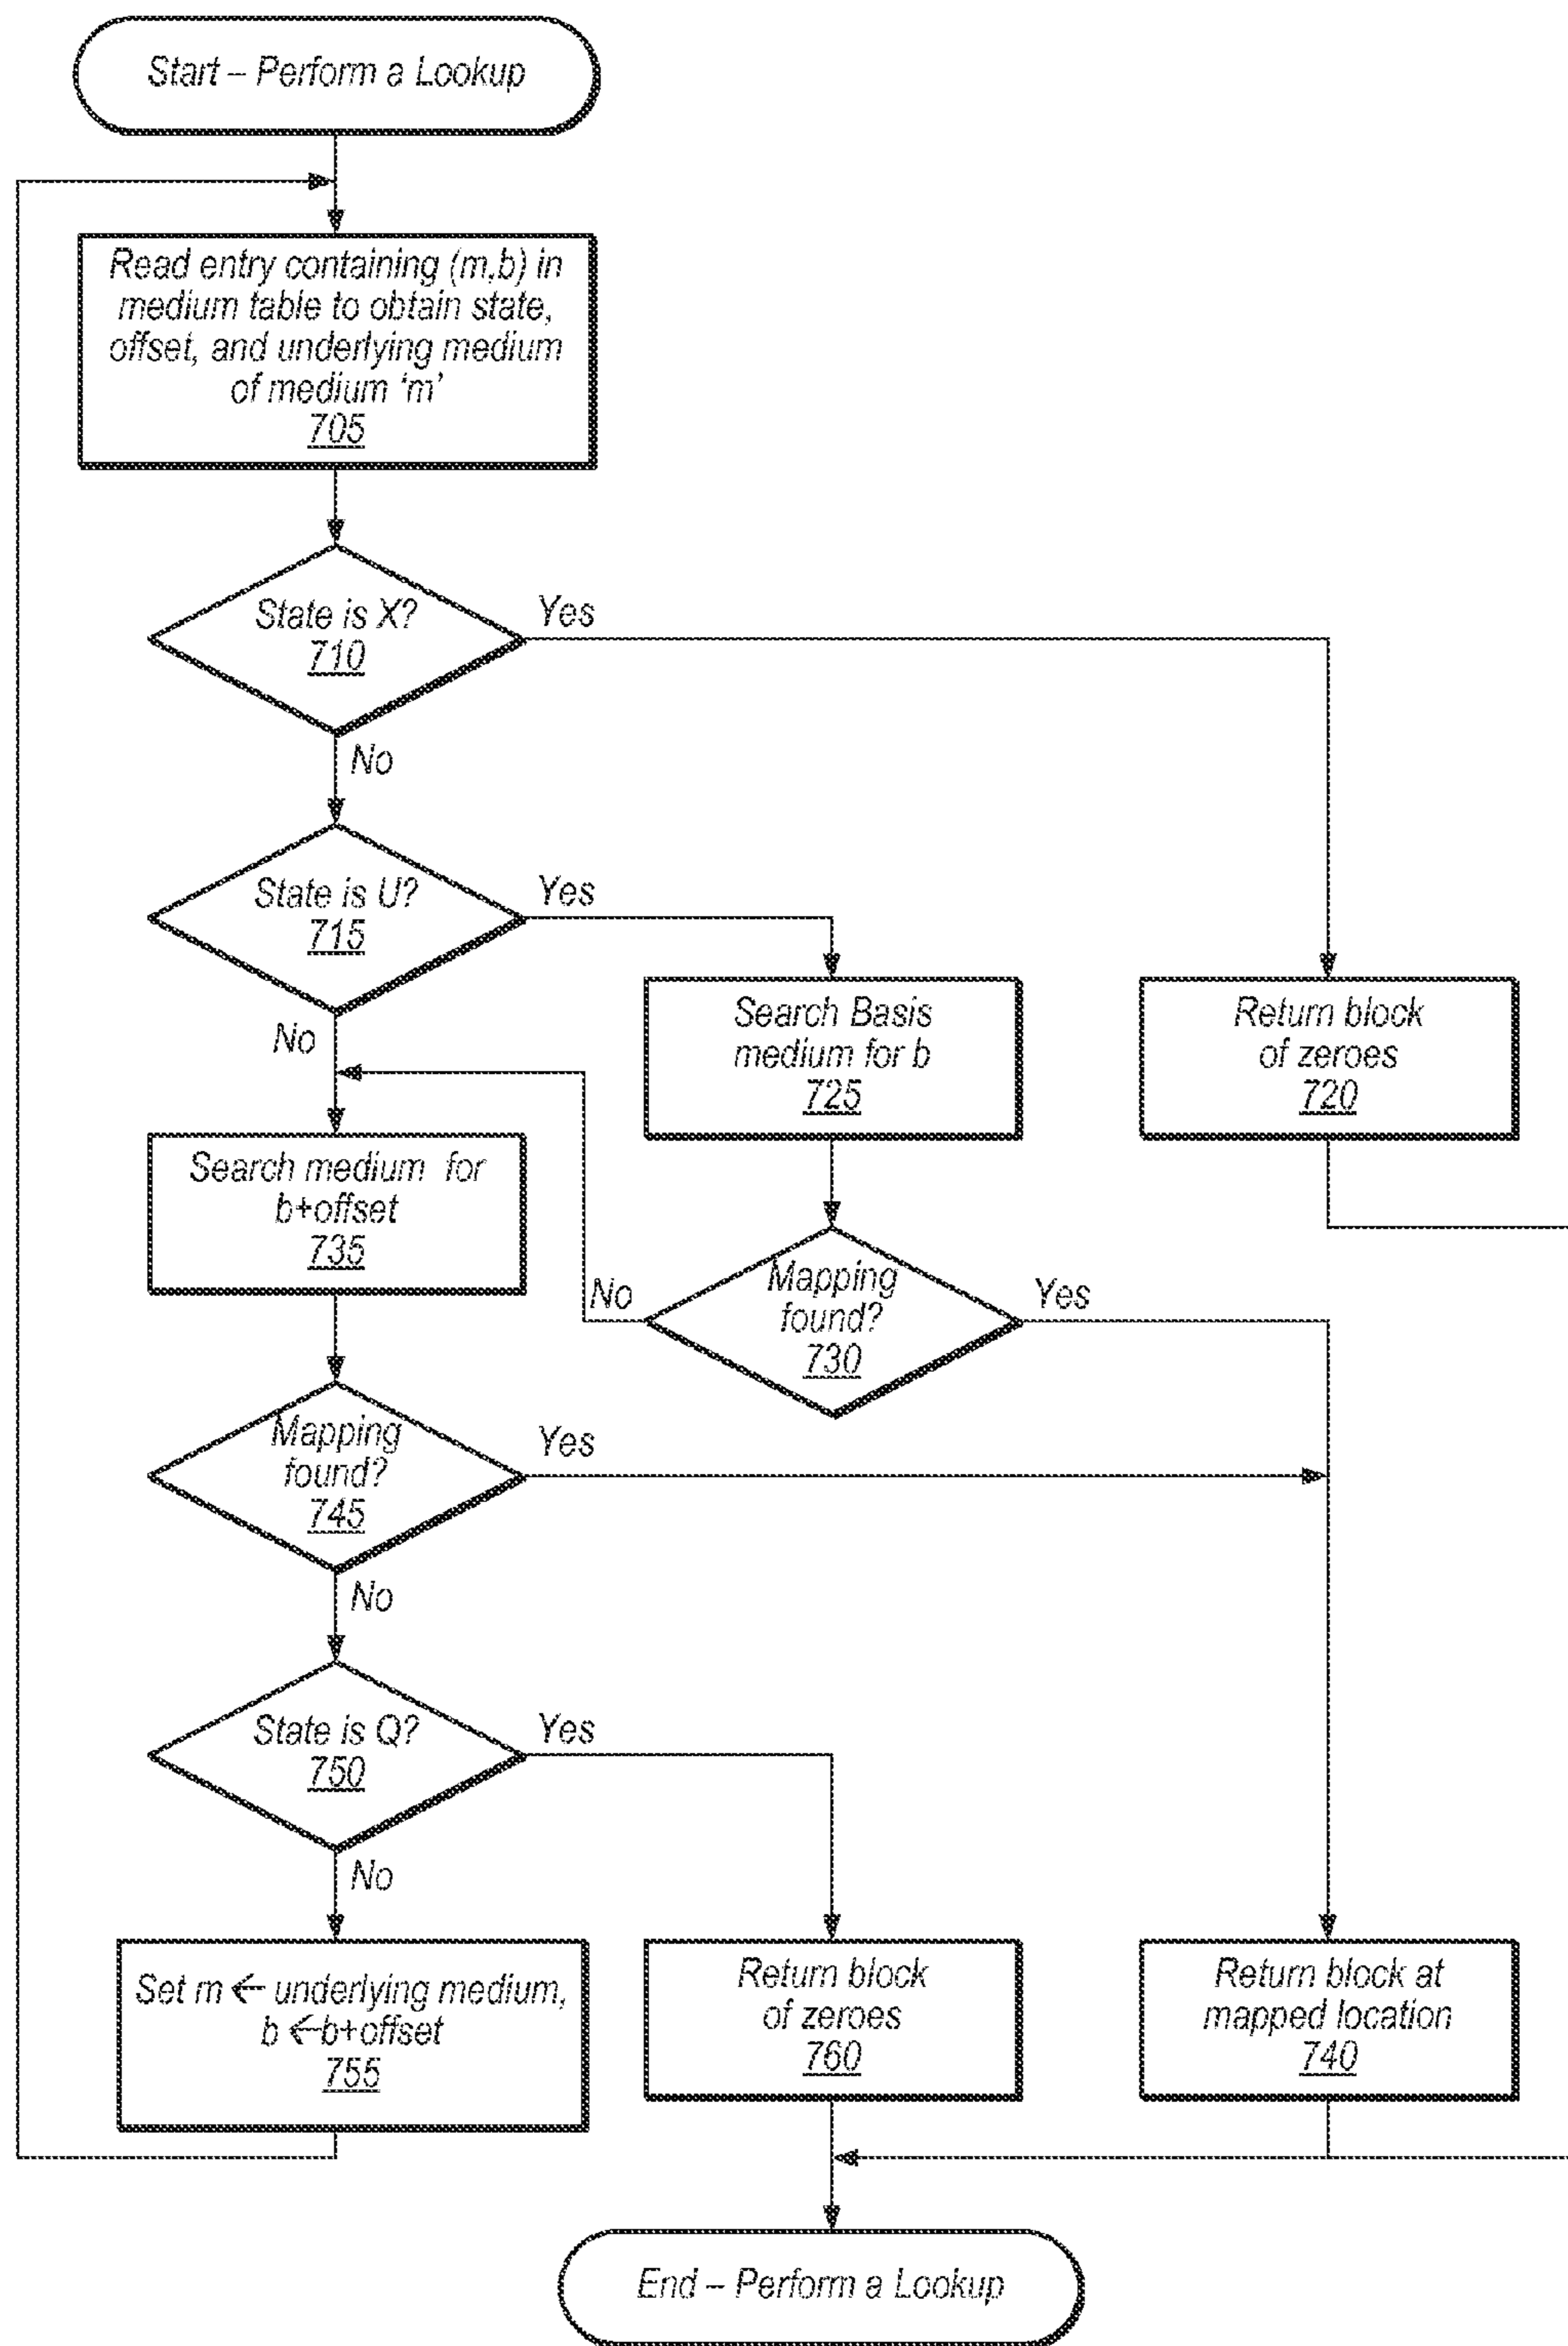 Start – Perform a Lookup
Read entry containing (m,b) in
medium table to obtain state,
offset, and underlying medium
of medium ‘m’
705
State is X?
710
Yes
No
State is U?
715
Yes
No
Search Basis
medium for b
725
Return block
of zeroes
720
Search medium for
b+offset
735
Mapping
found?
730
No
Yes
Mapping
found?
745
Yes
No
State is Q?
750
Yes
No
Set m ← underlying medium,
b ←b+offset
755
Return block
of zeroes
760
Return block at
mapped location
740
End – Perform a Lookup